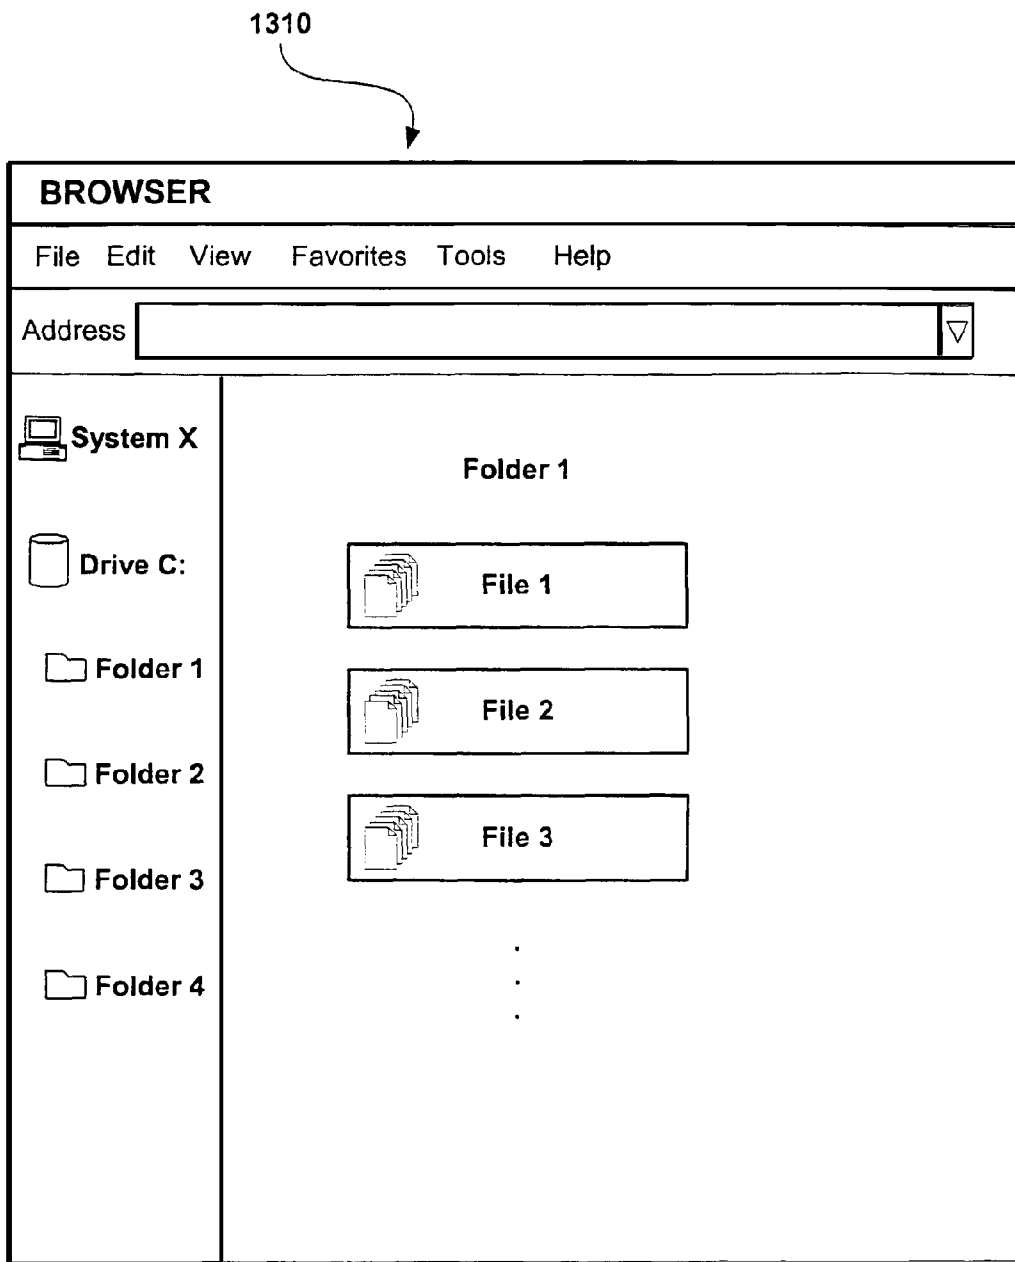 1310
BROWSER
File Edit View Favorites Tools Help
Address
System X
Drive C:
Folder 1
Folder 2
Folder 3
Folder 4
Folder 1
File 1
File 2
File 3